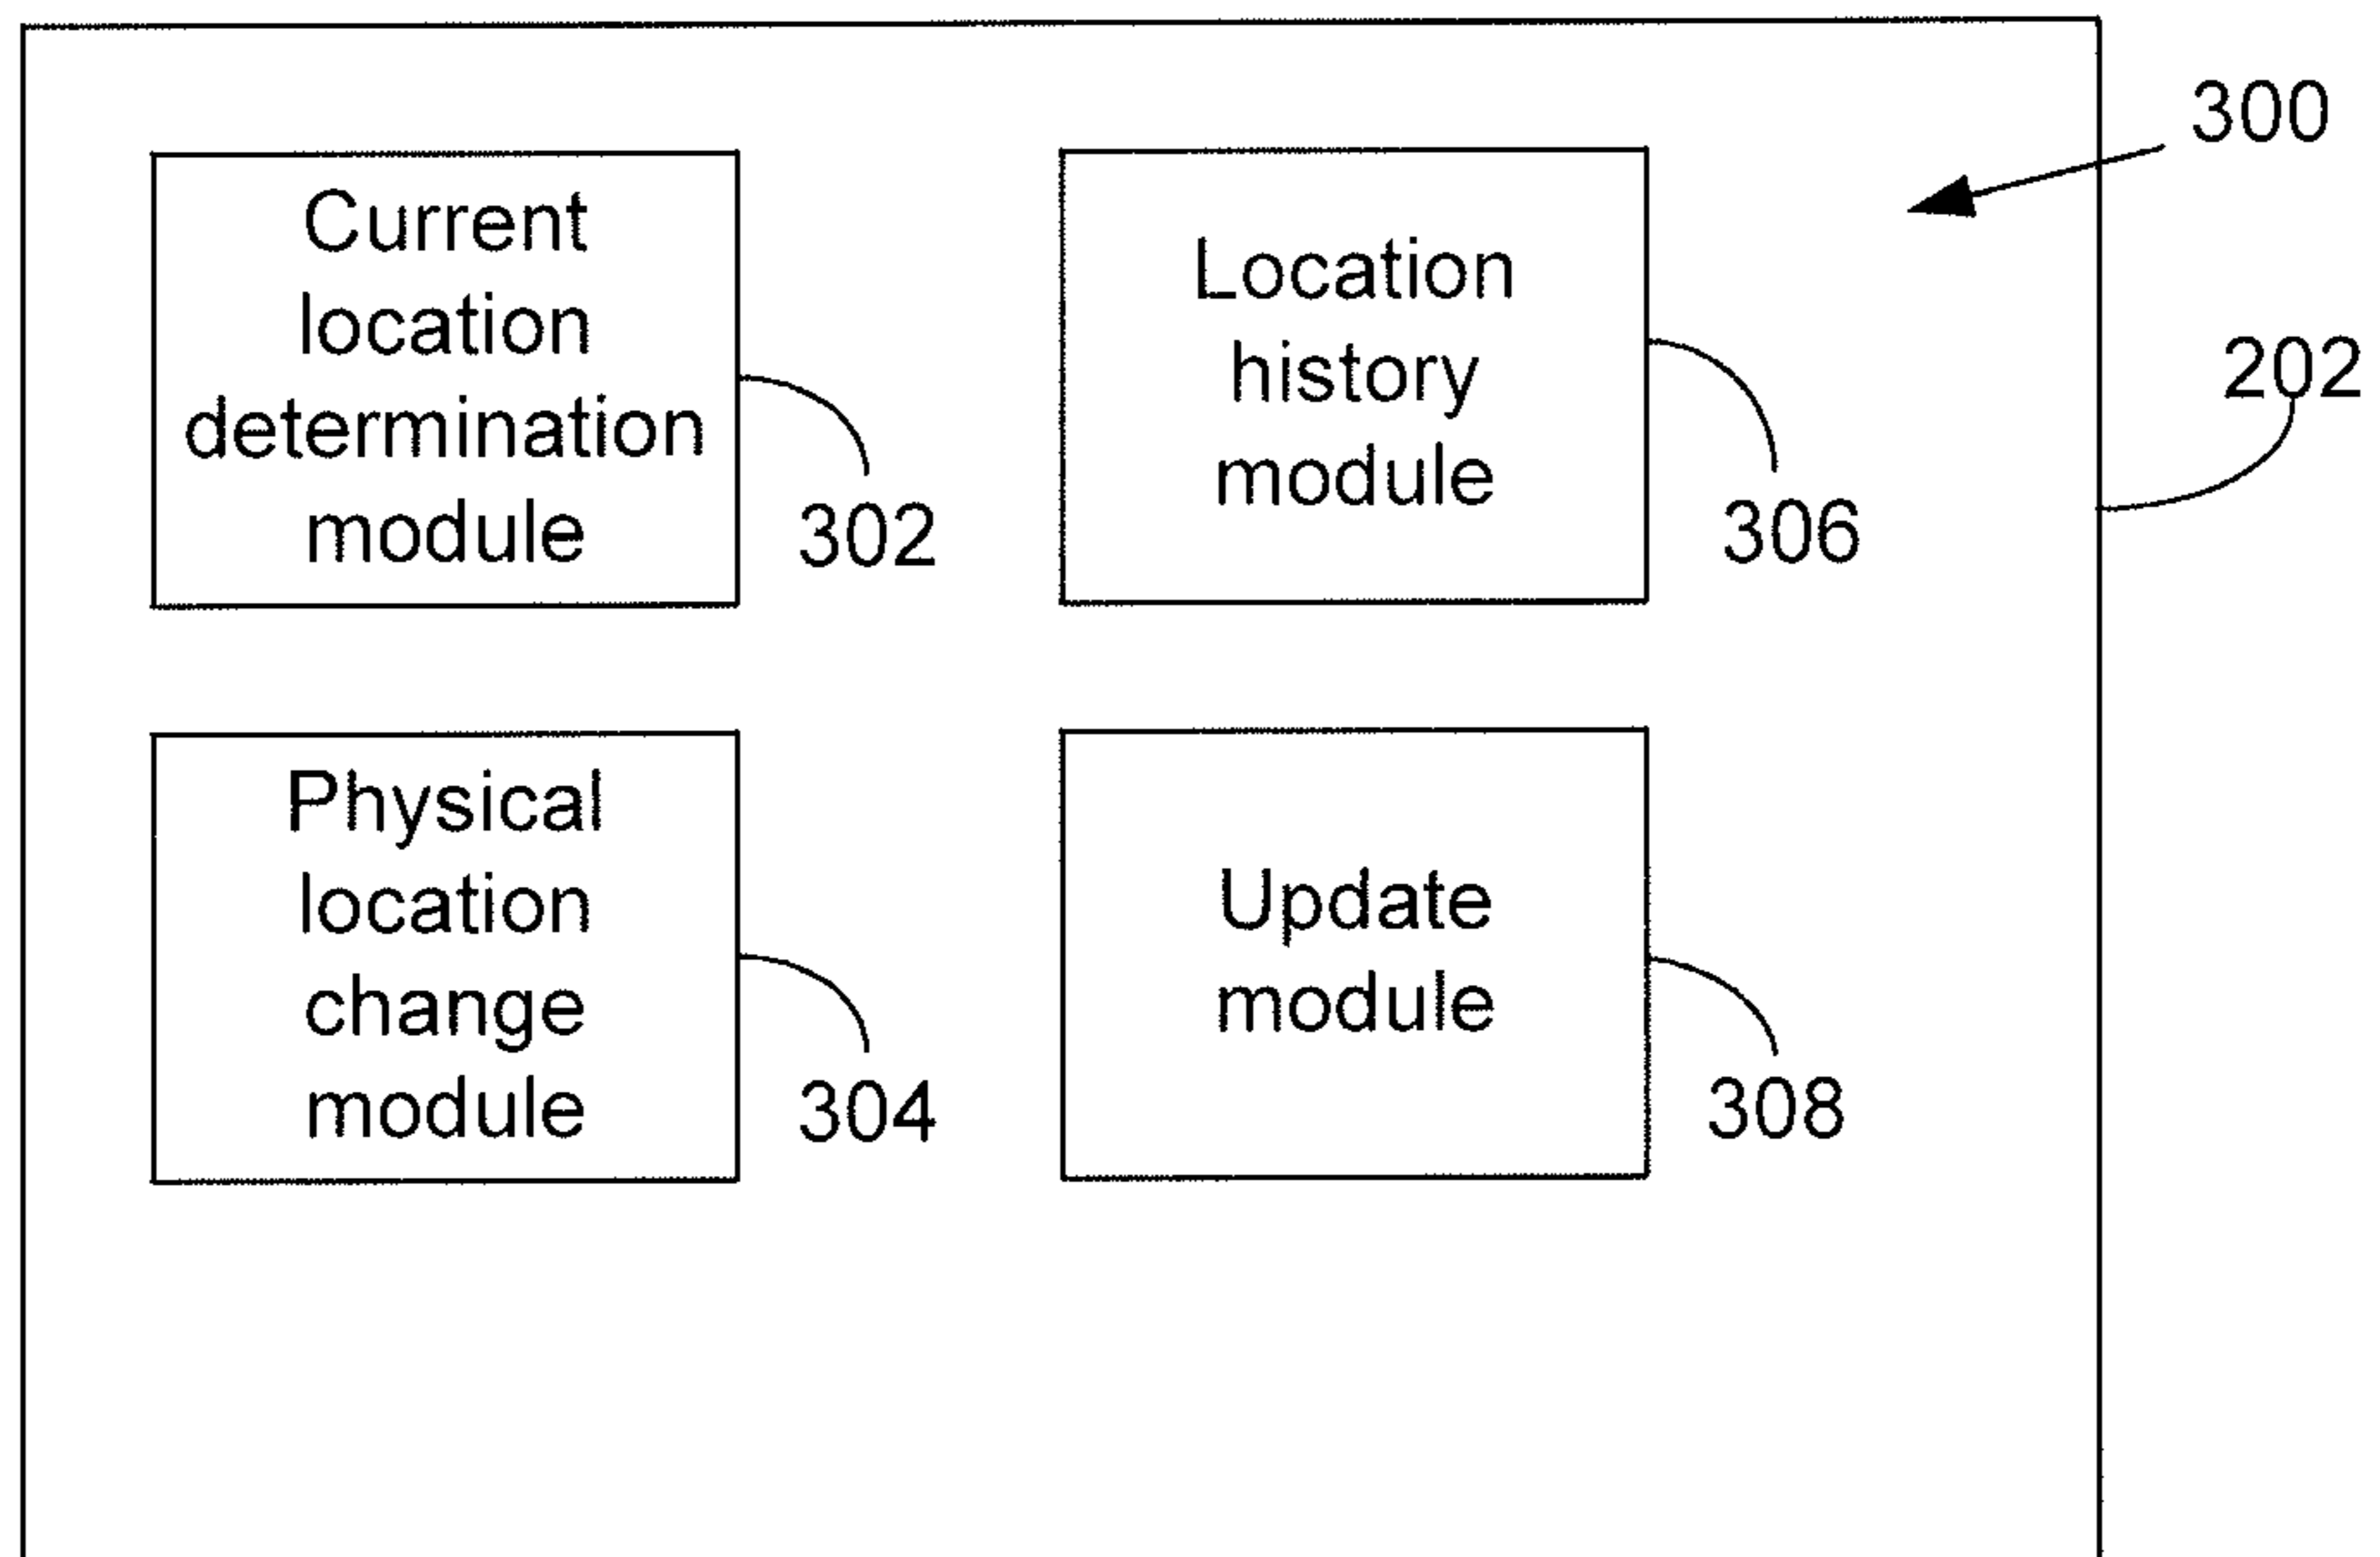 300
Current
location
determination
module
302
Location
history
module
306
202
Physical
location
change
module
304
Update
module
308